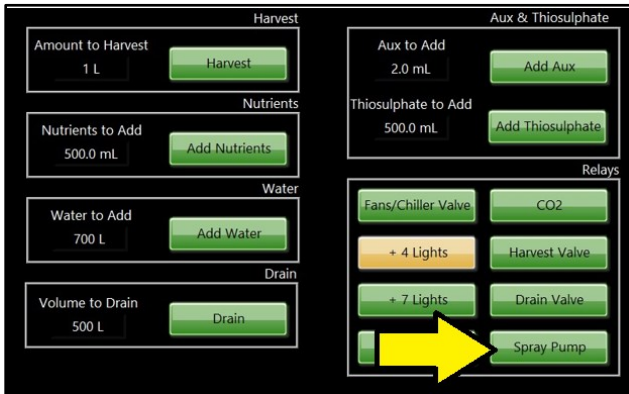 Harvest
Amount to Harvest
1 L
Harvest
Nutrients
Nutrients to Add
500.0 mL
Add Nutrients
Water
Water to Add
700 L
Add Water
Drain
Volume to Drain
500 L
Drain
Aux & Thiosulphate
Aux to Add
2.0 mL
Add Aux
Thiosulphate to Add
500.0 mL
Add Thiosulphate
Relays
Fans/Chiller Valve
CO2
+ 4 Lights
Harvest Valve
+ 7 Lights
Drain Valve
Spray Pump